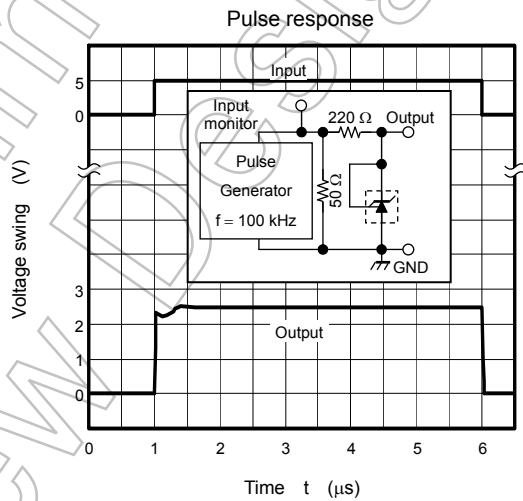 Pulse response
Input
5
0
Input
monitor
220 Ω
Output
Pulse
Generator
f = 100 kHz
50 Ω
GND
Voltage swing (V)
3
2
1
0
Output
0
1
2
3
4
5
6
Time t (μs)